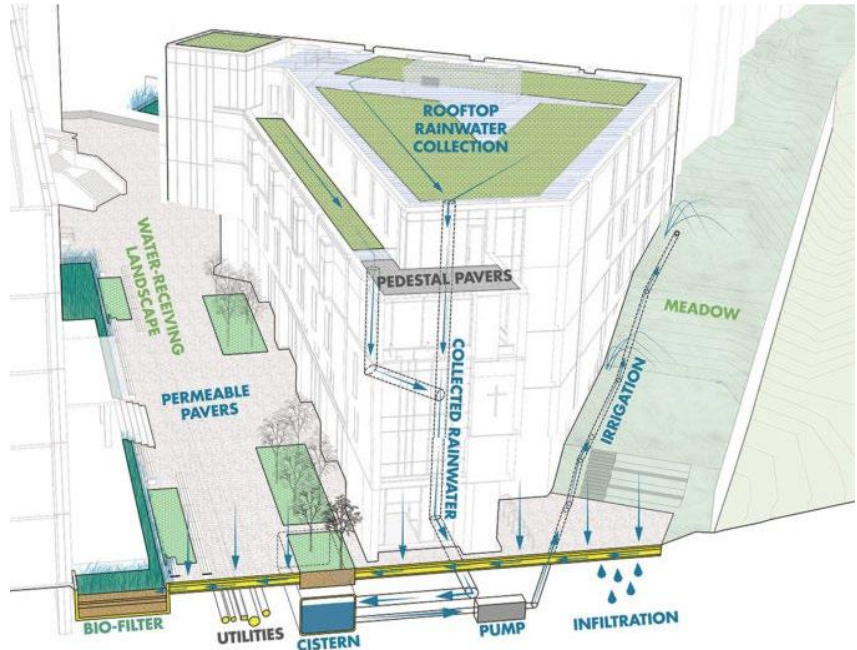 ROOFTOP
RAINWATER
COLLECTION
WATER-RECEIVING
LANDSCAPE
PEDESTAL PAVERS
MEADOW
PERMEABLE
PAVERS
COLLECTED RAINWATER
IRRIGATION
BIO-FILTER
UTILITIES
CISTERN
PUMP
INFILTRATION